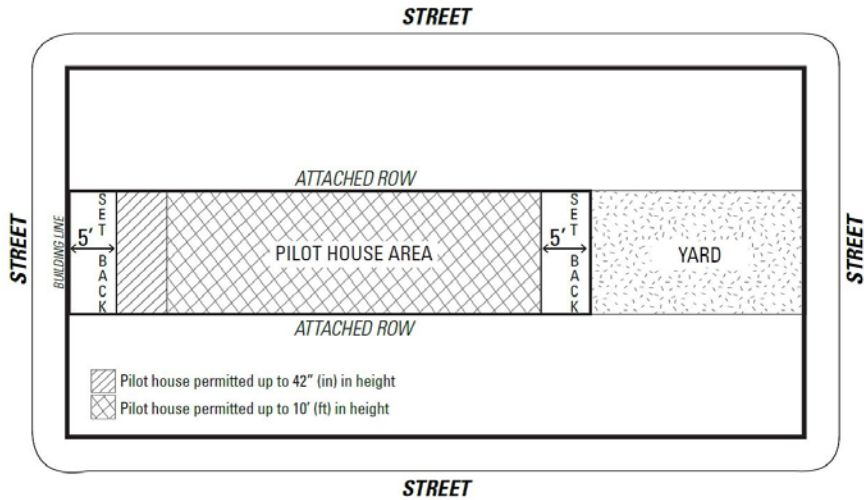 STREET
STREET
BUILDING LINE
5’
SET BACK
ATTACHED ROW
PILOT HOUSE AREA
ATTACHED ROW
5’
SET BACK
YARD
STREET
Pilot house permitted up to 42” (in) in height
Pilot house permitted up to 10’ (ft) in height
STREET